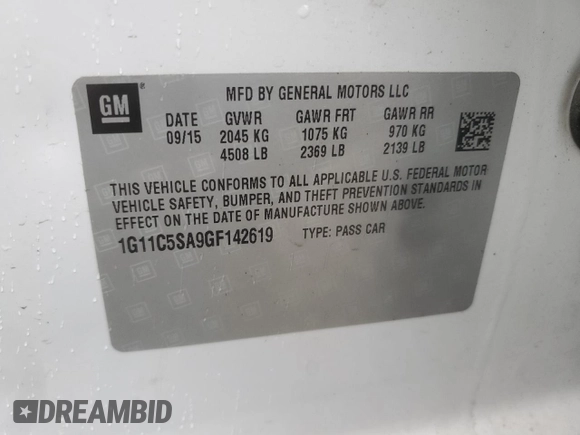 GM ®
MFD BY GENERAL MOTORS LLC
DATE GVWR GAWR FRT GAWR RR
09/15 2045 KG 1075 KG 970 KG
4508 LB 2369 LB 2139 LB
THIS VEHICLE CONFORMS TO ALL APPLICABLE U.S. FEDERAL MOTOR
VEHICLE SAFETY, BUMPER, AND THEFT PREVENTION STANDARDS IN
EFFECT ON THE DATE OF MANUFACTURE SHOWN ABOVE.
1G11C5SA9GF142619 TYPE: PASS CAR
DREAMBID